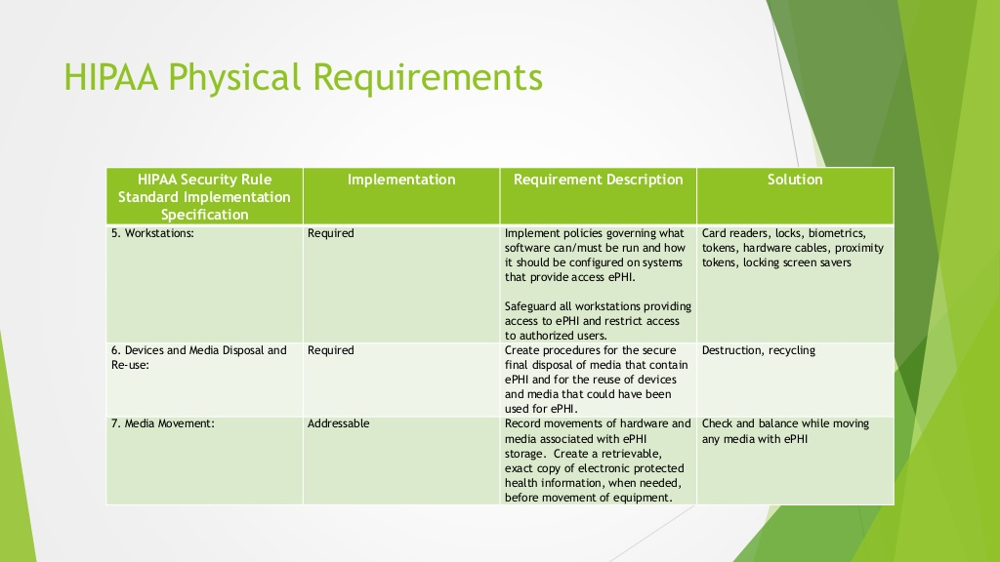 HIPAA Physical Requirements
HIPAA Security Rule
Standard Implementation
Specification
Implementation
Requirement Description
Solution
5. Workstations:
Required
Implement policies governing what
software can/must be run and how
it should be configured on systems
that provide access ePHI.
Safeguard all workstations providing
access to ePHI and restrict access
to authorized users.
Card readers, locks, biometrics,
tokens, hardware cables, proximity
tokens, locking screen savers
6. Devices and Media Disposal and
Re-use:
Required
Create procedures for the secure
final disposal of media that contain
ePHI and for the reuse of devices
and media that could have been
used for ePHI.
Destruction, recycling
7. Media Movement:
Addressable
Record movements of hardware and
media associated with ePHI
storage.  Create a retrievable,
exact copy of electronic protected
health information, when needed,
before movement of equipment.
Check and balance while moving
any media with ePHI